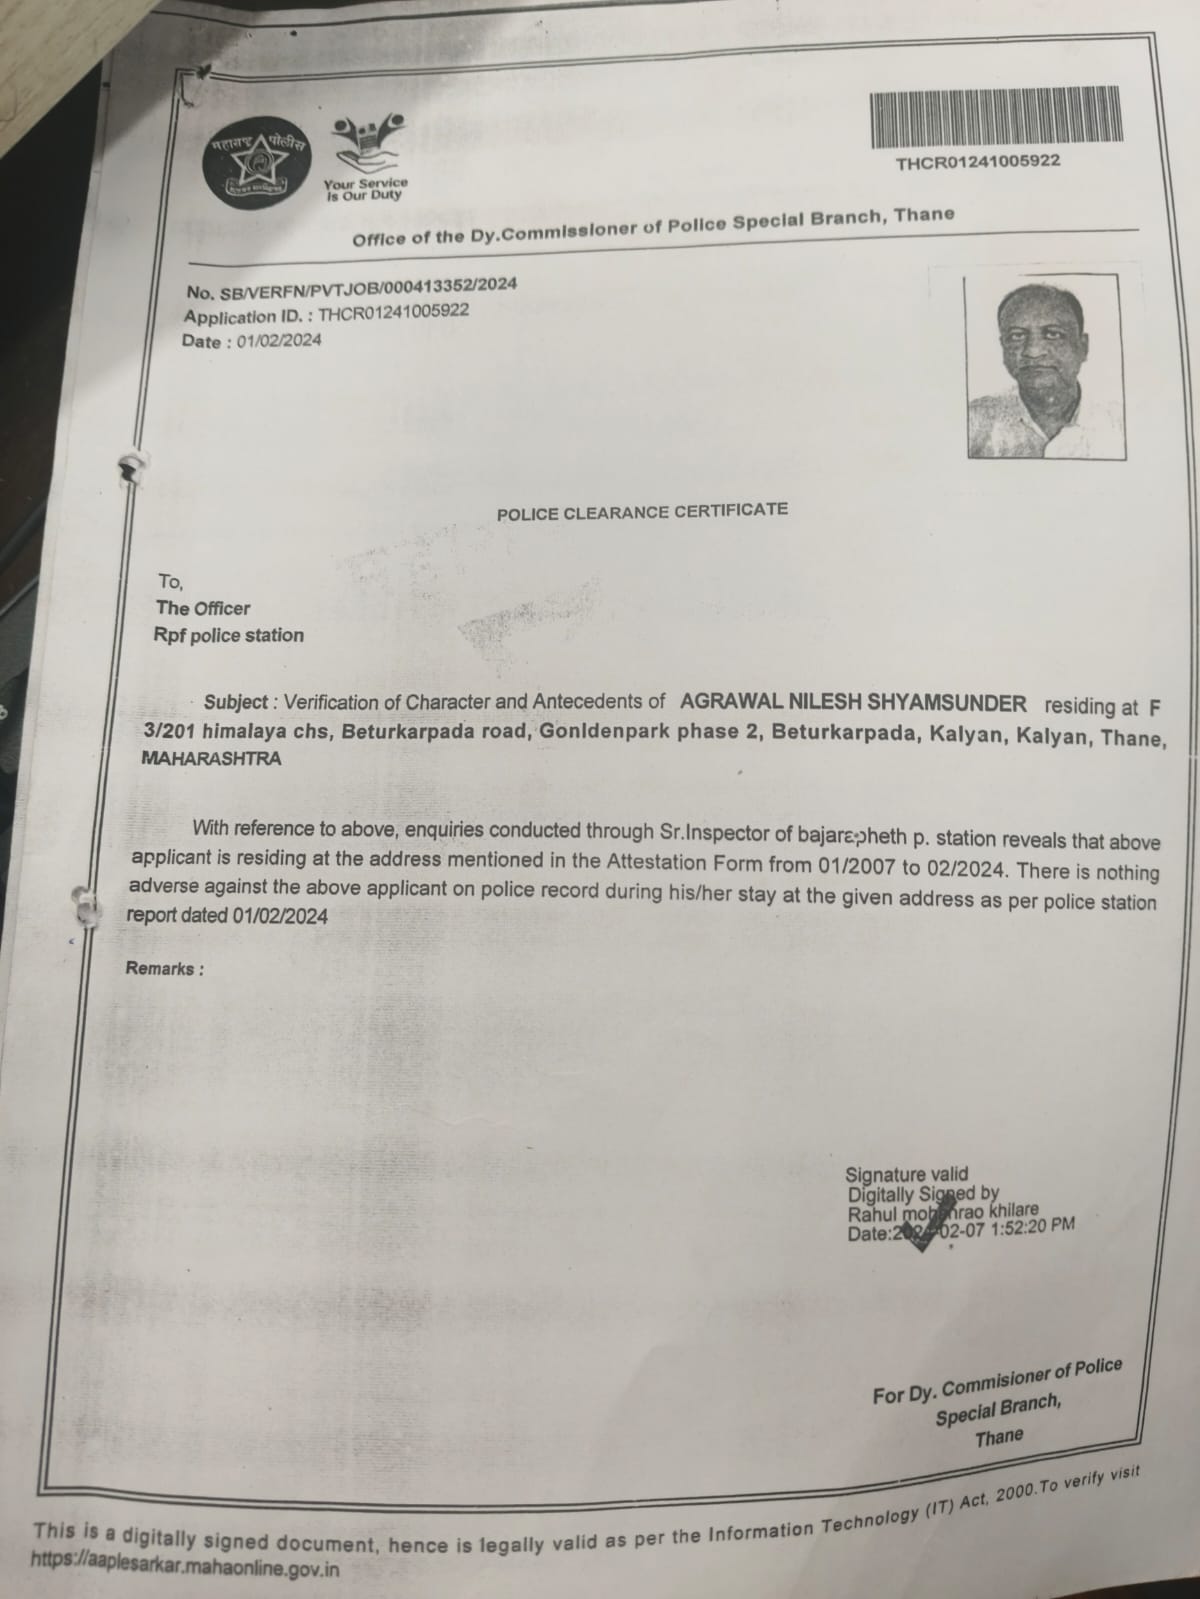 महाराष्ट्र पोलीस
Your Service
Is Our Duty
THCR01241005922
Office of the Dy.Commissioner of Police Special Branch, Thane
No. SB/VERFN/PVTJOB/000413352/2024
Application ID. : THCR01241005922
Date : 01/02/2024
POLICE CLEARANCE CERTIFICATE
To,
The Officer
Rpf police station
Subject : Verification of Character and Antecedents of AGRAWAL NILESH SHYAMSUNDER residing at F
3/201 himalaya chs, Beturkarpada road, Gonldenpark phase 2, Beturkarpada, Kalyan, Kalyan, Thane,
MAHARASHTRA
With reference to above, enquiries conducted through Sr.Inspector of p. station reveals that above
applicant is residing at the address mentioned in the Attestation Form from 01/2007 to 02/2024. There is nothing
adverse against the above applicant on police record during his/her stay at the given address as per police station
report dated 01/02/2024
Remarks :
Signature valid
Digitally Signed by
Rahul mohanrao khilare
Date:2024-02-07 1:52:20 PM
For Dy. Commisioner of Police
Special Branch,
Thane
This is a digitally signed document, hence is legally valid as per the Information Technology (IT) Act, 2000.To verify visit
https://aaplesarkar.mahaonline.gov.in